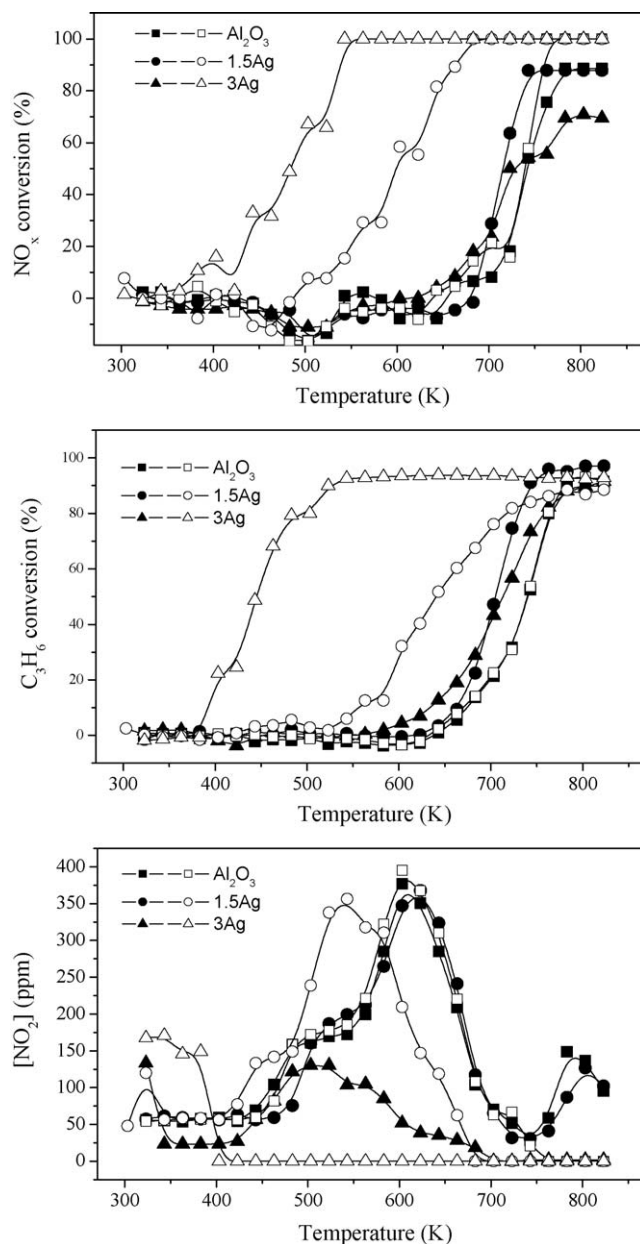 100
80
60
40
20
0
NOx conversion (%)
Al2O3
1.5Ag
3Ag
300 400 500 600 700 800
Temperature (K)
100
80
60
40
20
0
C3H6 conversion (%)
Al2O3
1.5Ag
3Ag
300 400 500 600 700 800
Temperature (K)
400
350
300
250
200
150
100
50
0
[NO2] (ppm)
Al2O3
1.5Ag
3Ag
300 400 500 600 700 800
Temperature (K)